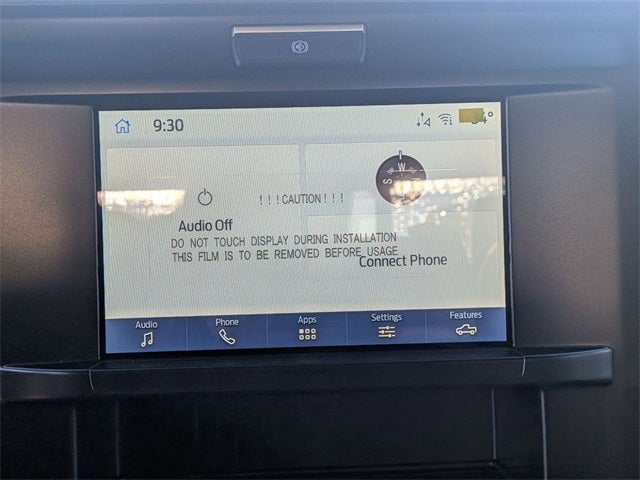 9:30
W
S
!!!CAUTION!!!
Audio Off
DO NOT TOUCH DISPLAY DURING INSTALLATION
THIS FILM IS TO BE REMOVED BEFORE USAGE
Connect Phone
Audio
Phone
Apps
Settings
Features